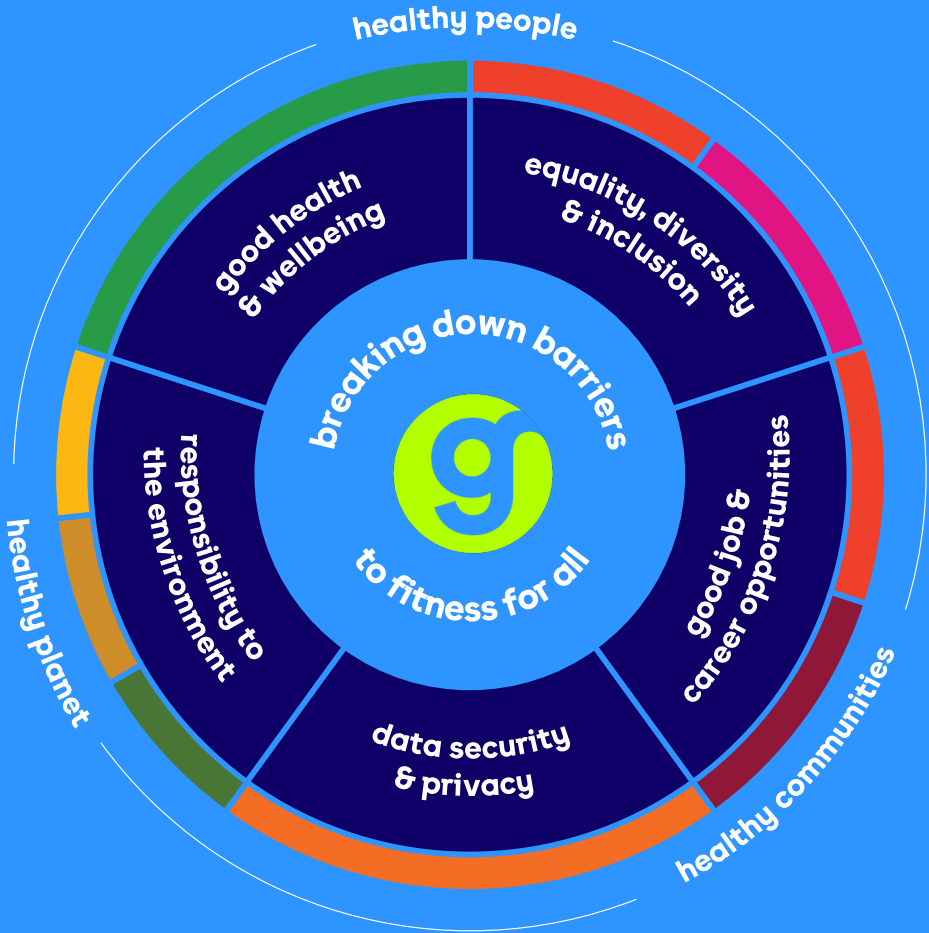 healthy people
good health
& wellbeing
equality, diversity
& inclusion
breaking down barriers
g
to fitness for all
responsibility to
the environment
good job &
career opportunities
data security
& privacy
healthy planet
healthy communities